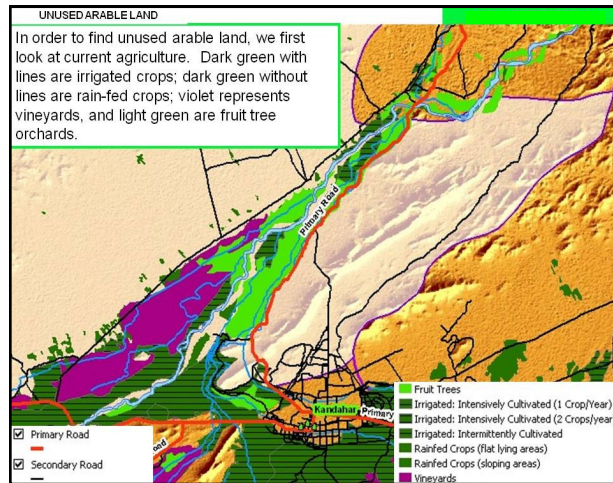 UNUSED ARABLE LAND
In order to find unused arable land, we first
look at current agriculture.  Dark green with
lines are irrigated crops; dark green without
lines are rain-fed crops; violet represents
vineyards, and light green are fruit tree
orchards.
Primary Road
Kandahar
Primary
Primary Road
Secondary Road
Fruit Trees
Irrigated: Intensively Cultivated (1 Crop/Year)
Irrigated: Intensively Cultivated (2 Crops/year
Irrigated: Intermittently Cultivated
Rainfed Crops (flat lying areas)
Rainfed Crops (sloping areas)
Vineyards